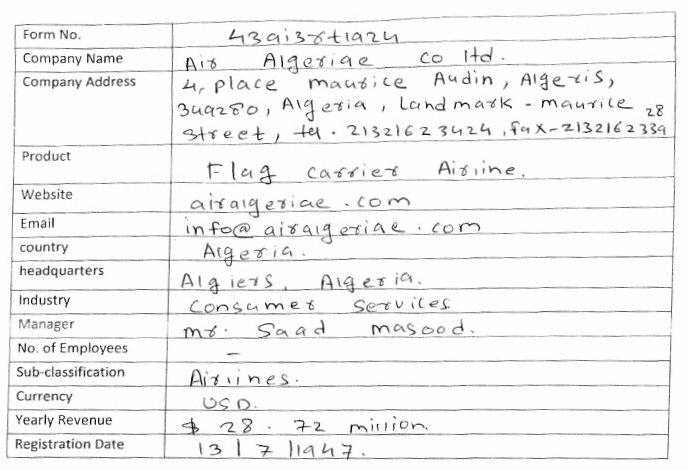 Form No. 43ai38t1924
Company Name Air Algeriae co ltd.
Company Address 4, place maurice Audin, Algeris,
349280, Algeria, Landmark - maurice
street, tel. 21321623424, fax-2132162339
28
Product Flag carrier Airline.
Website airalgeriae.com
Email info@airalgeriae.com
country Algeria.
headquarters Algiers, Algeria.
Industry Consumer Services
Manager mr. Saad masood.
No. of Employees –
Sub-classification Airlines.
Currency USD.
Yearly Revenue $ 28.72 million.
Registration Date 13/7/1947.